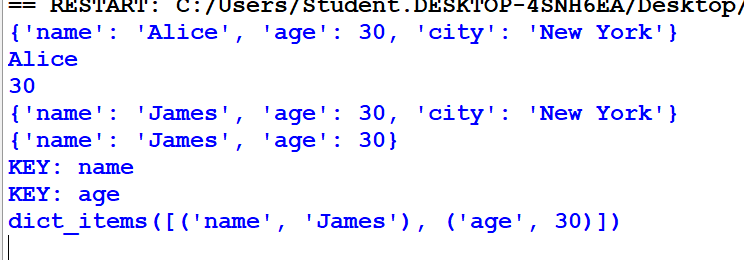 == RESTART: C:/Users/Student.DESKTOP-4SNH6EA/Desktop/
{'name': 'Alice', 'age': 30, 'city': 'New York'}
Alice
30
{'name': 'James', 'age': 30, 'city': 'New York'}
{'name': 'James', 'age': 30}
KEY: name
KEY: age
dict_items([('name', 'James'), ('age', 30)])